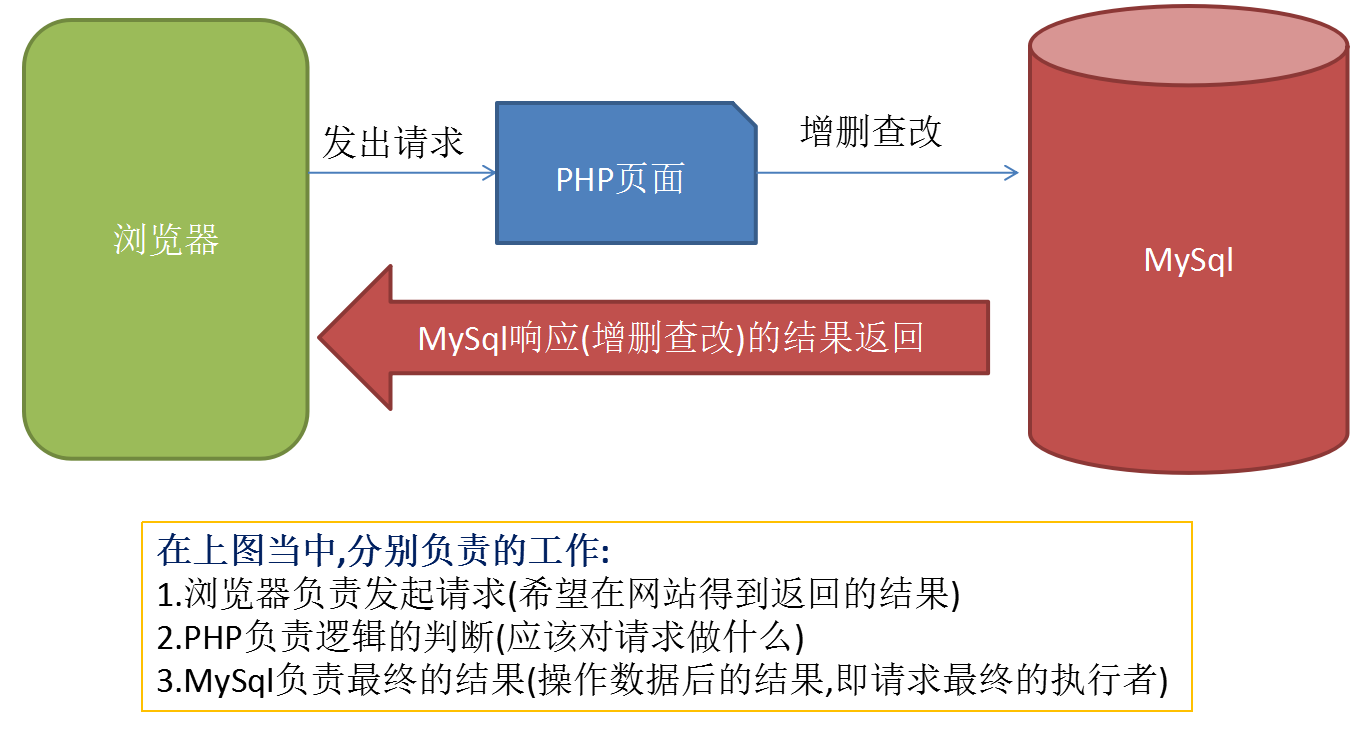 发出请求
增删查改
PHP页面
浏览器
MySql
MySql响应(增删查改)的结果返回
在上图当中,分别负责的工作:
1.浏览器负责发起请求(希望在网站得到返回的结果)
2.PHP负责逻辑的判断(应该对请求做什么)
3.MySql负责最终的结果(操作数据后的结果,即请求最终的执行者)